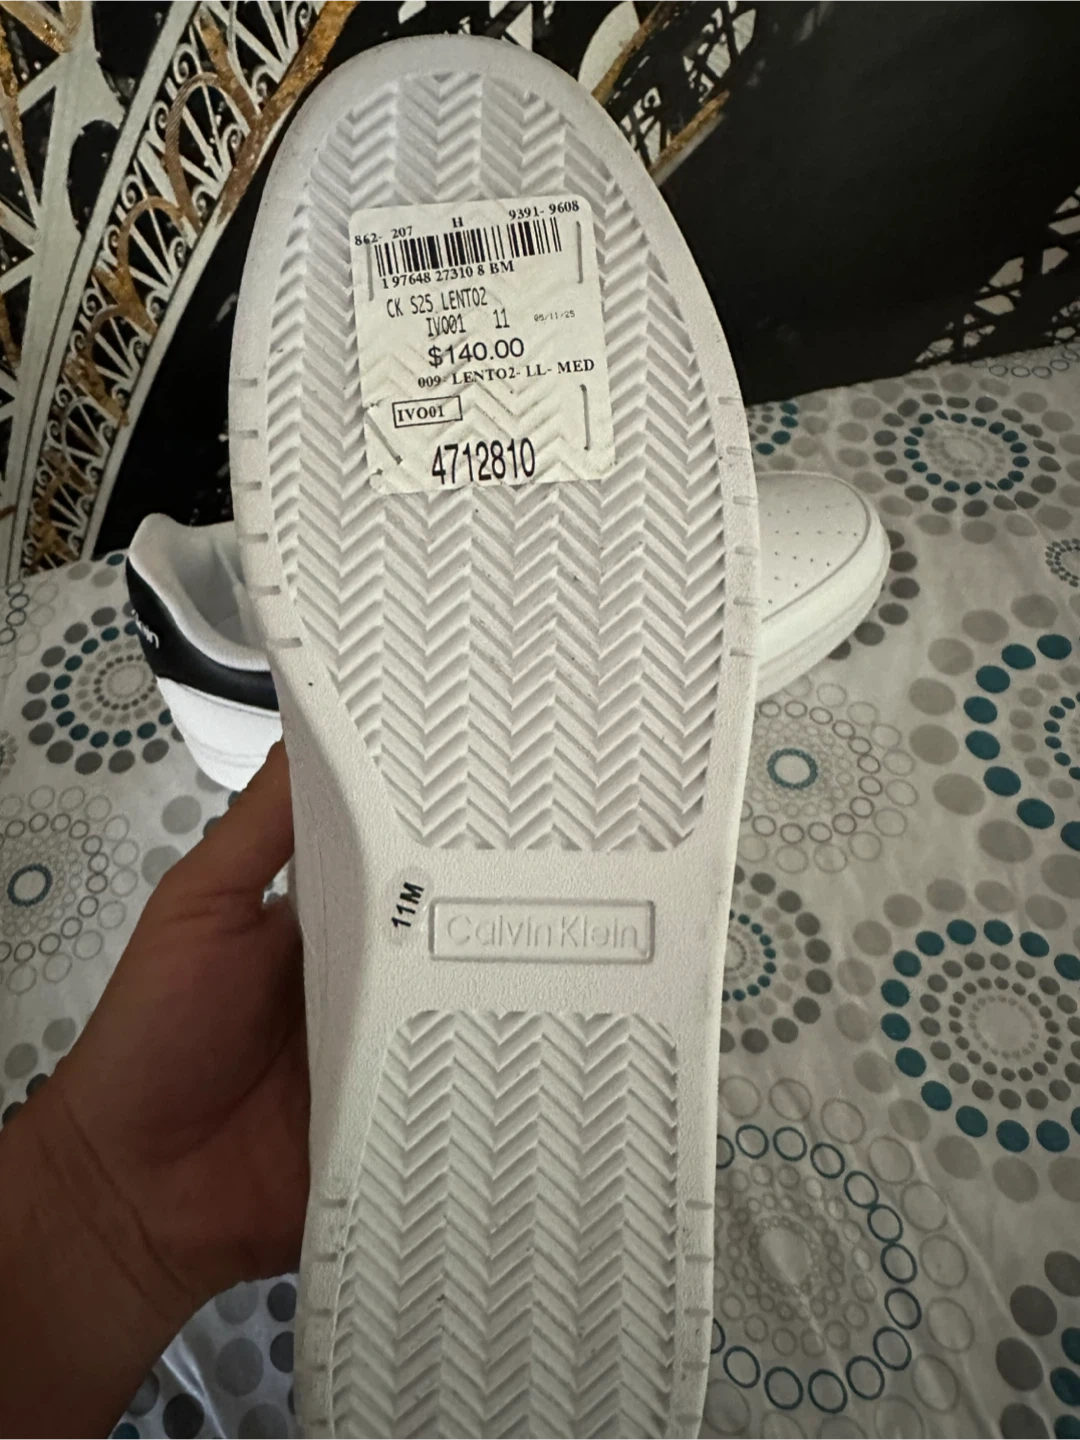 862- 207 H 9391- 9608
1 97648 27310 8 BM
CK S25 LENTO2
IV001 11 05/11/25
$140.00
009- LENTO2- LL- MED
IVO01
4712810
11M
Calvin Klein